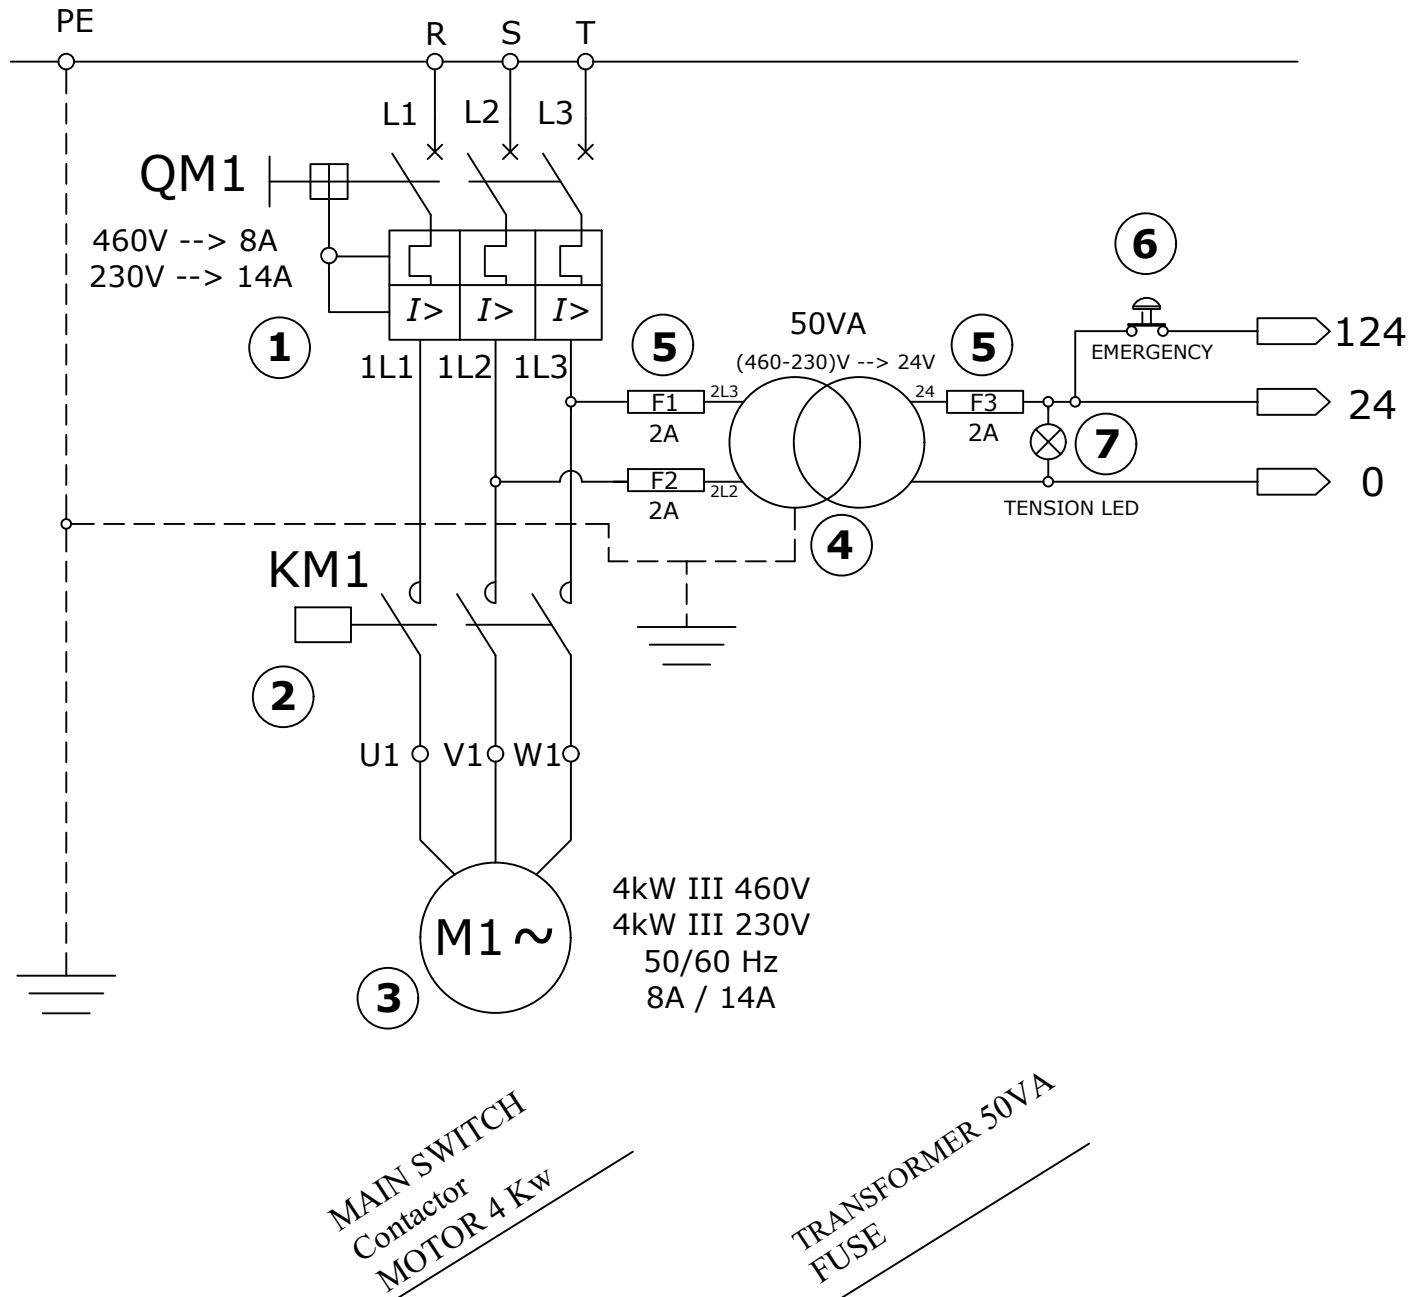 PE
R S T
L1 L2 L3
QM1
460V --> 8A
230V --> 14A
I> I> I>
1
1L1 1L2 1L3
5
50VA
(460-230)V --> 24V
5
6
EMERGENCY
124
F1
2A
2L3
24
F3
2A
24
7
F2
2A
2L2
0
TENSION LED
4
KM1
2
U1 V1 W1
M1 ~
3
4kW III 460V
4kW III 230V
50/60 Hz
8A / 14A
MAIN SWITCH
Contactor
MOTOR 4 Kw
TRANSFORMER 50VA
FUSE